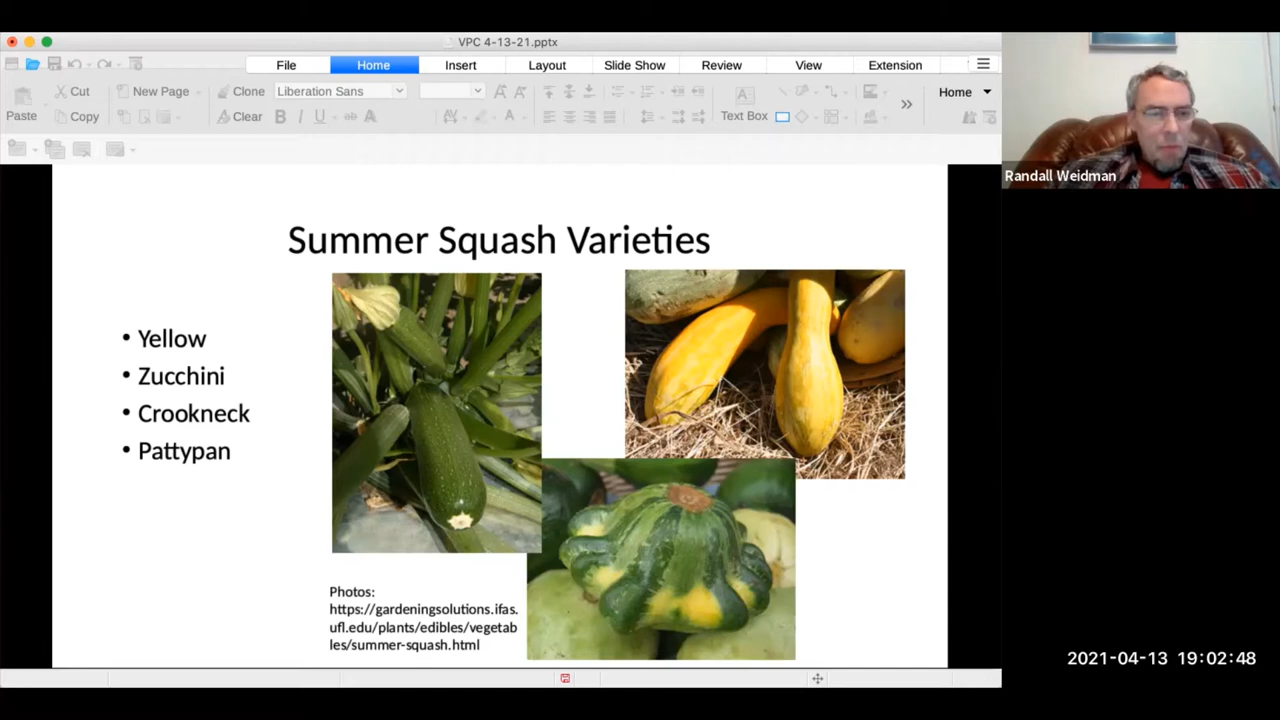 VPC 4-13-21.pptx
File Home Insert Layout Slide Show Review View Extension
Cut New Page Clone Liberation Sans Home
Paste Copy Clear B I U ab A Text Box
Randall Weidman
Summer Squash Varieties
• Yellow
• Zucchini
• Crookneck
• Pattypan
Photos:
https://gardeningsolutions.ifas.
ufl.edu/plants/edibles/vegetab
les/summer-squash.html
2021-04-13 19:02:48